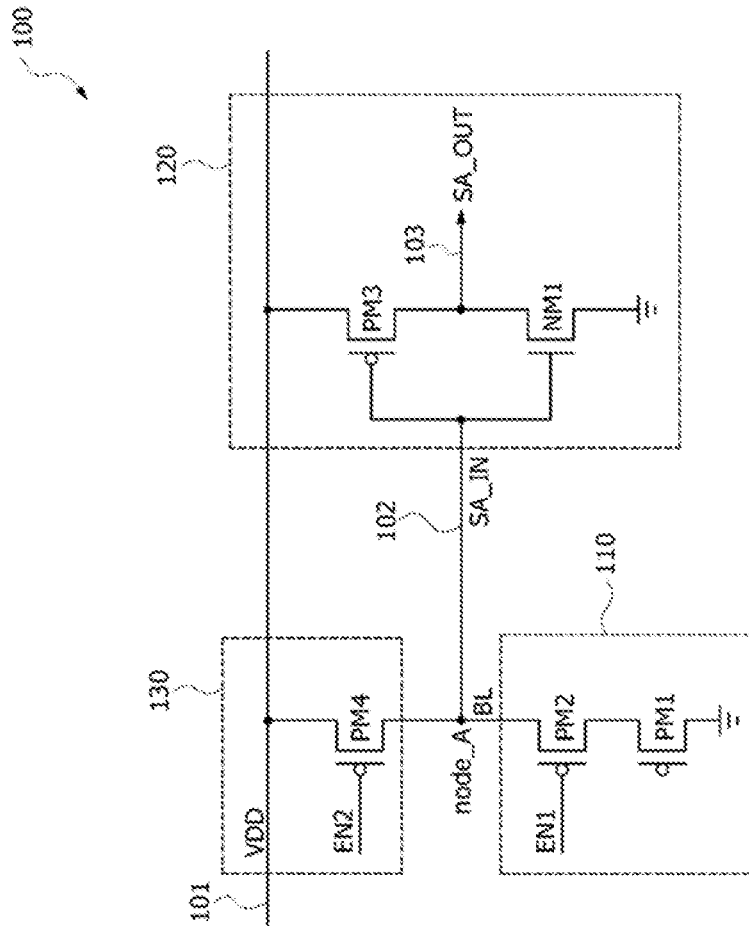 100
120
SA_OUT
103
PM3
NM1
102
SA_IN
110
130
PM4
EN2
VDD
101
node_A
BL
PM2
PM1
EN1